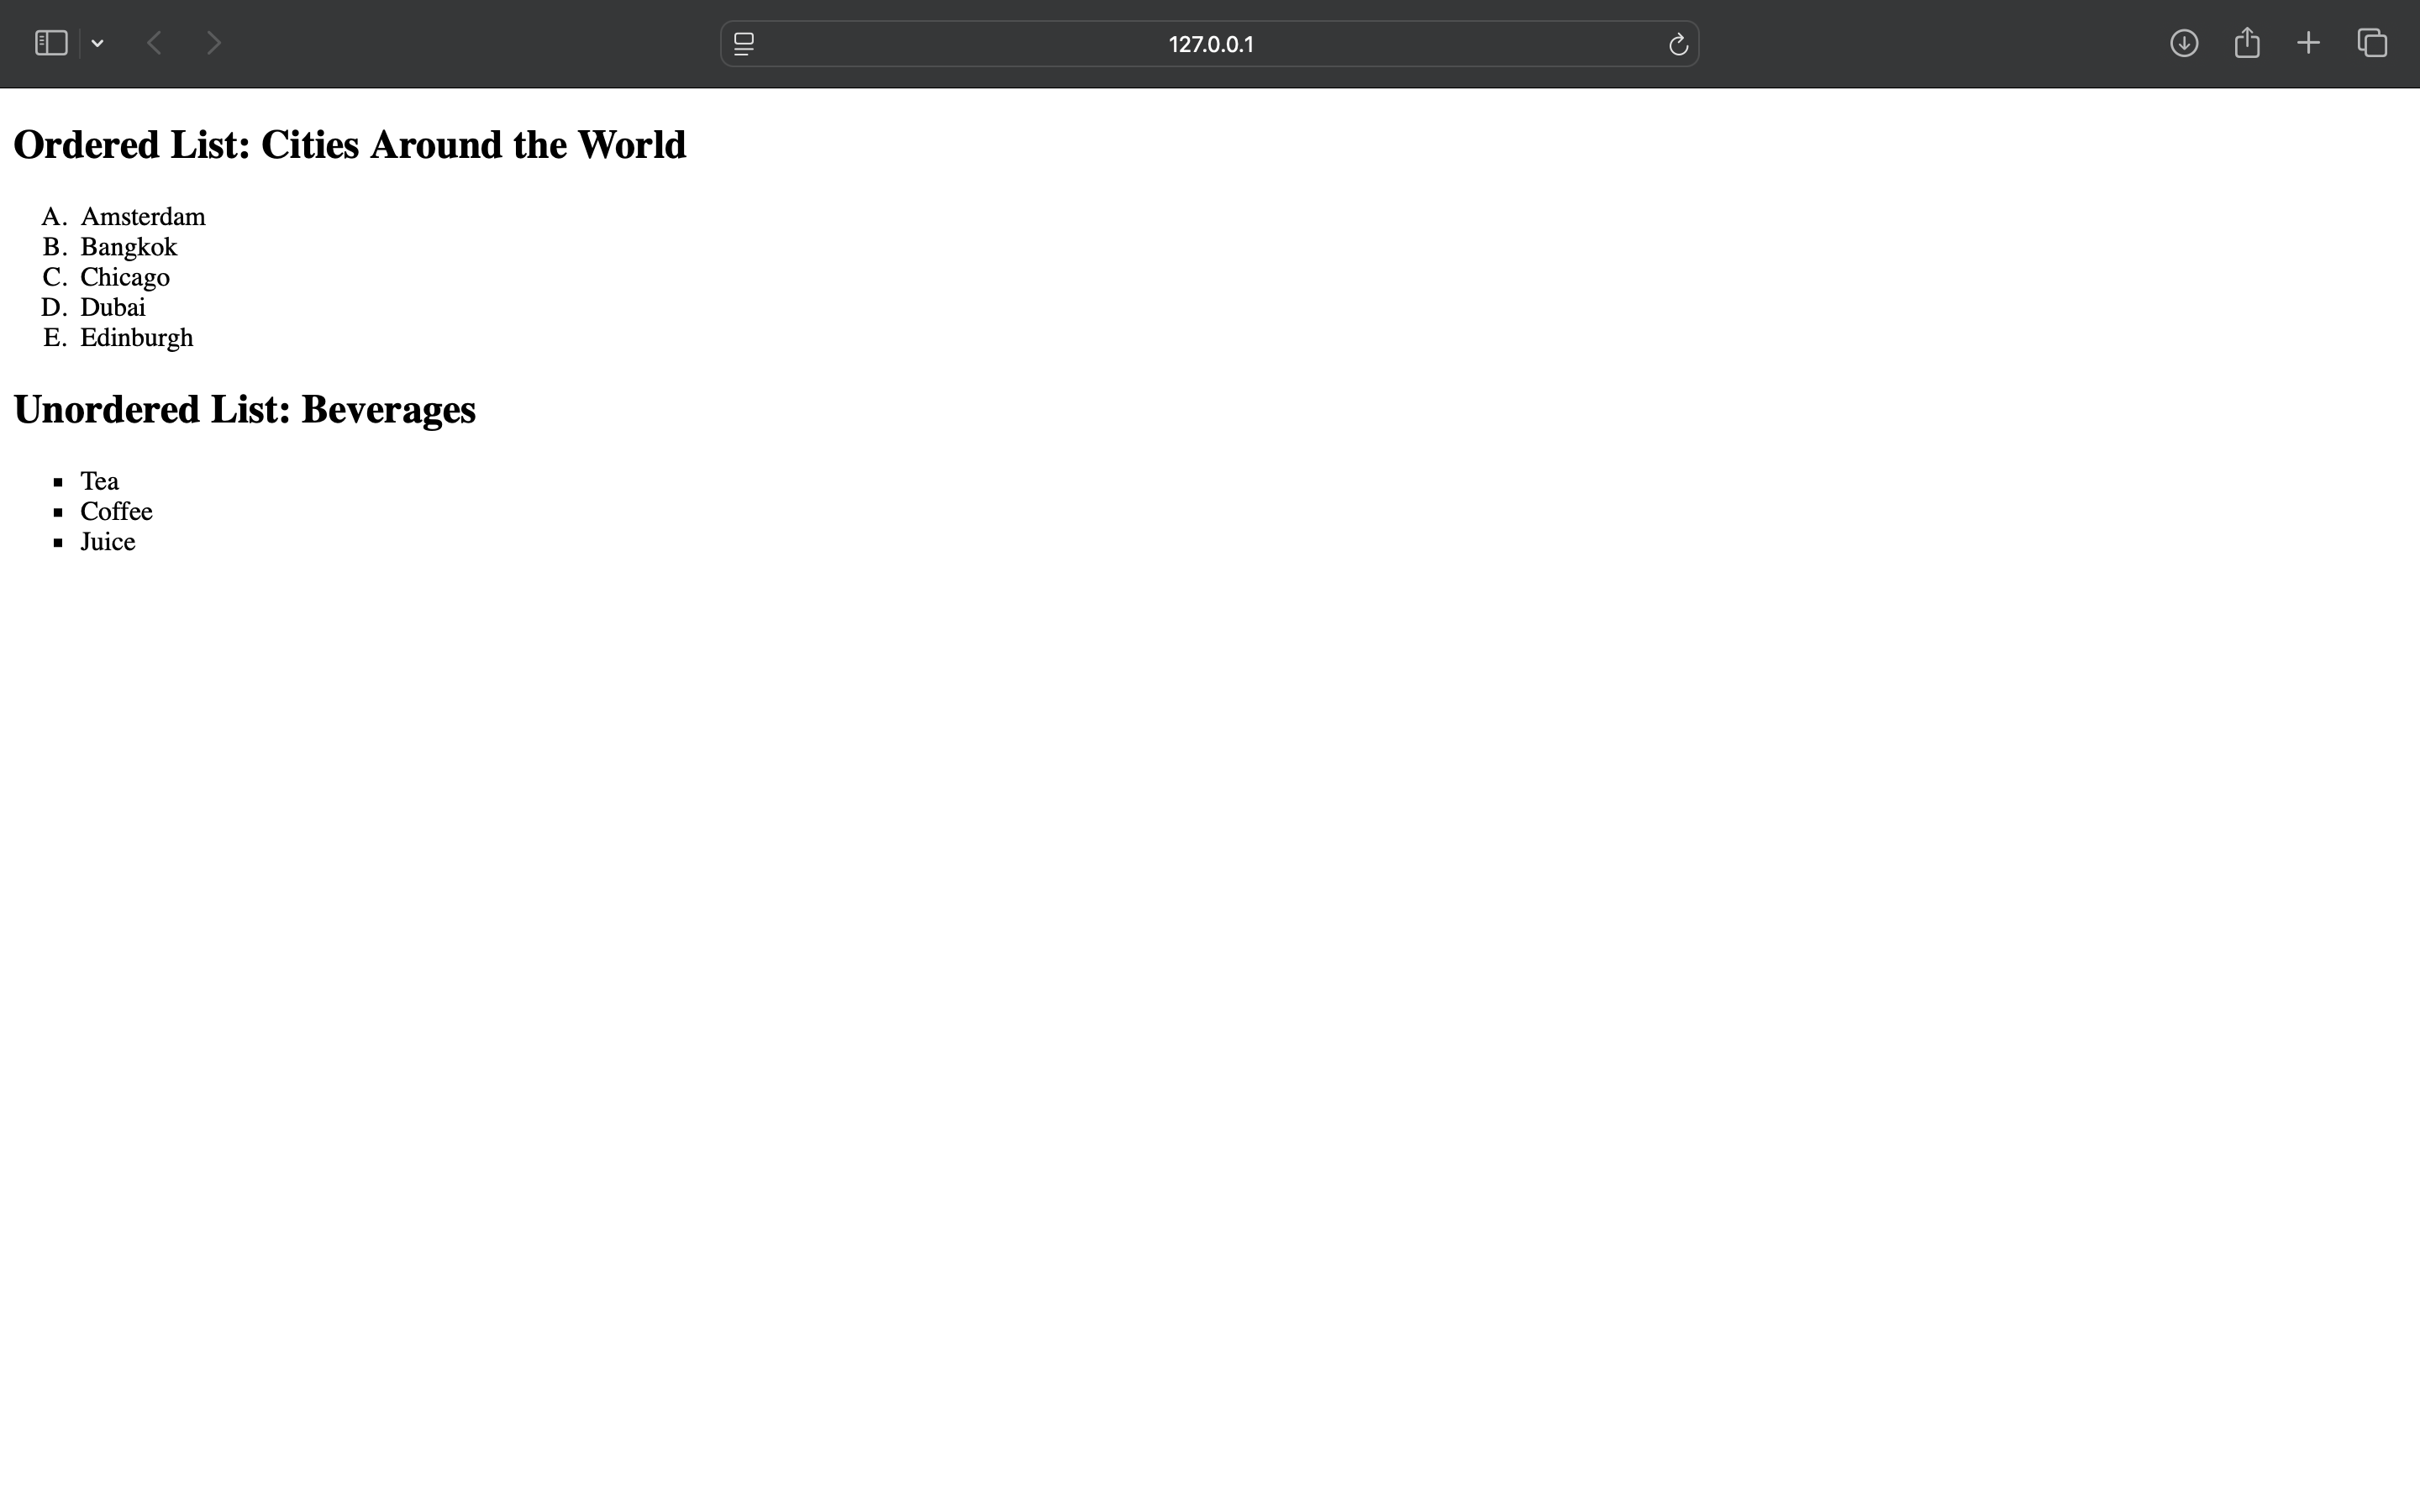 127.0.0.1
Ordered List: Cities Around the World
A. Amsterdam
B. Bangkok
C. Chicago
D. Dubai
E. Edinburgh
Unordered List: Beverages
▪ Tea
▪ Coffee
▪ Juice